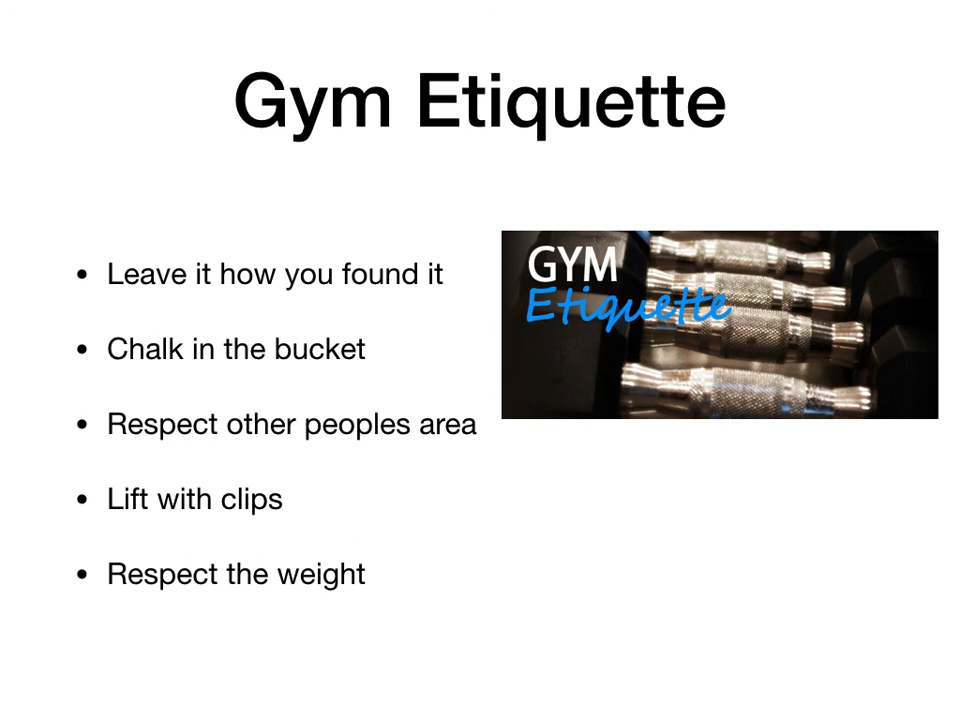 Gym Etiquette
• Leave it how you found it
• Chalk in the bucket
• Respect other peoples area
• Lift with clips
• Respect the weight
GYM
Etiquette